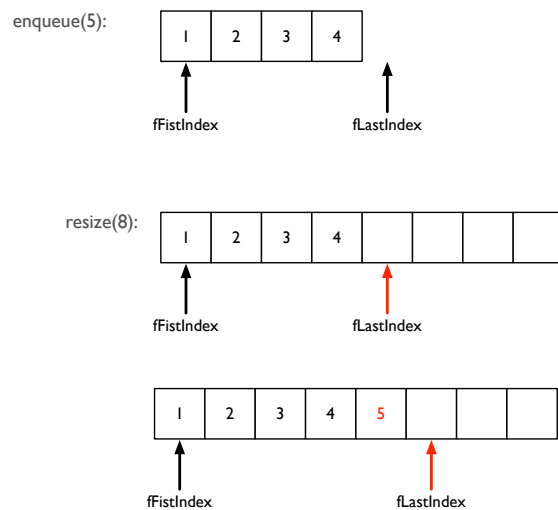 enqueue(5):
1 2 3 4
fFistIndex fLastIndex
resize(8):
1 2 3 4
fFistIndex fLastIndex
1 2 3 4 5
fFistIndex fLastIndex